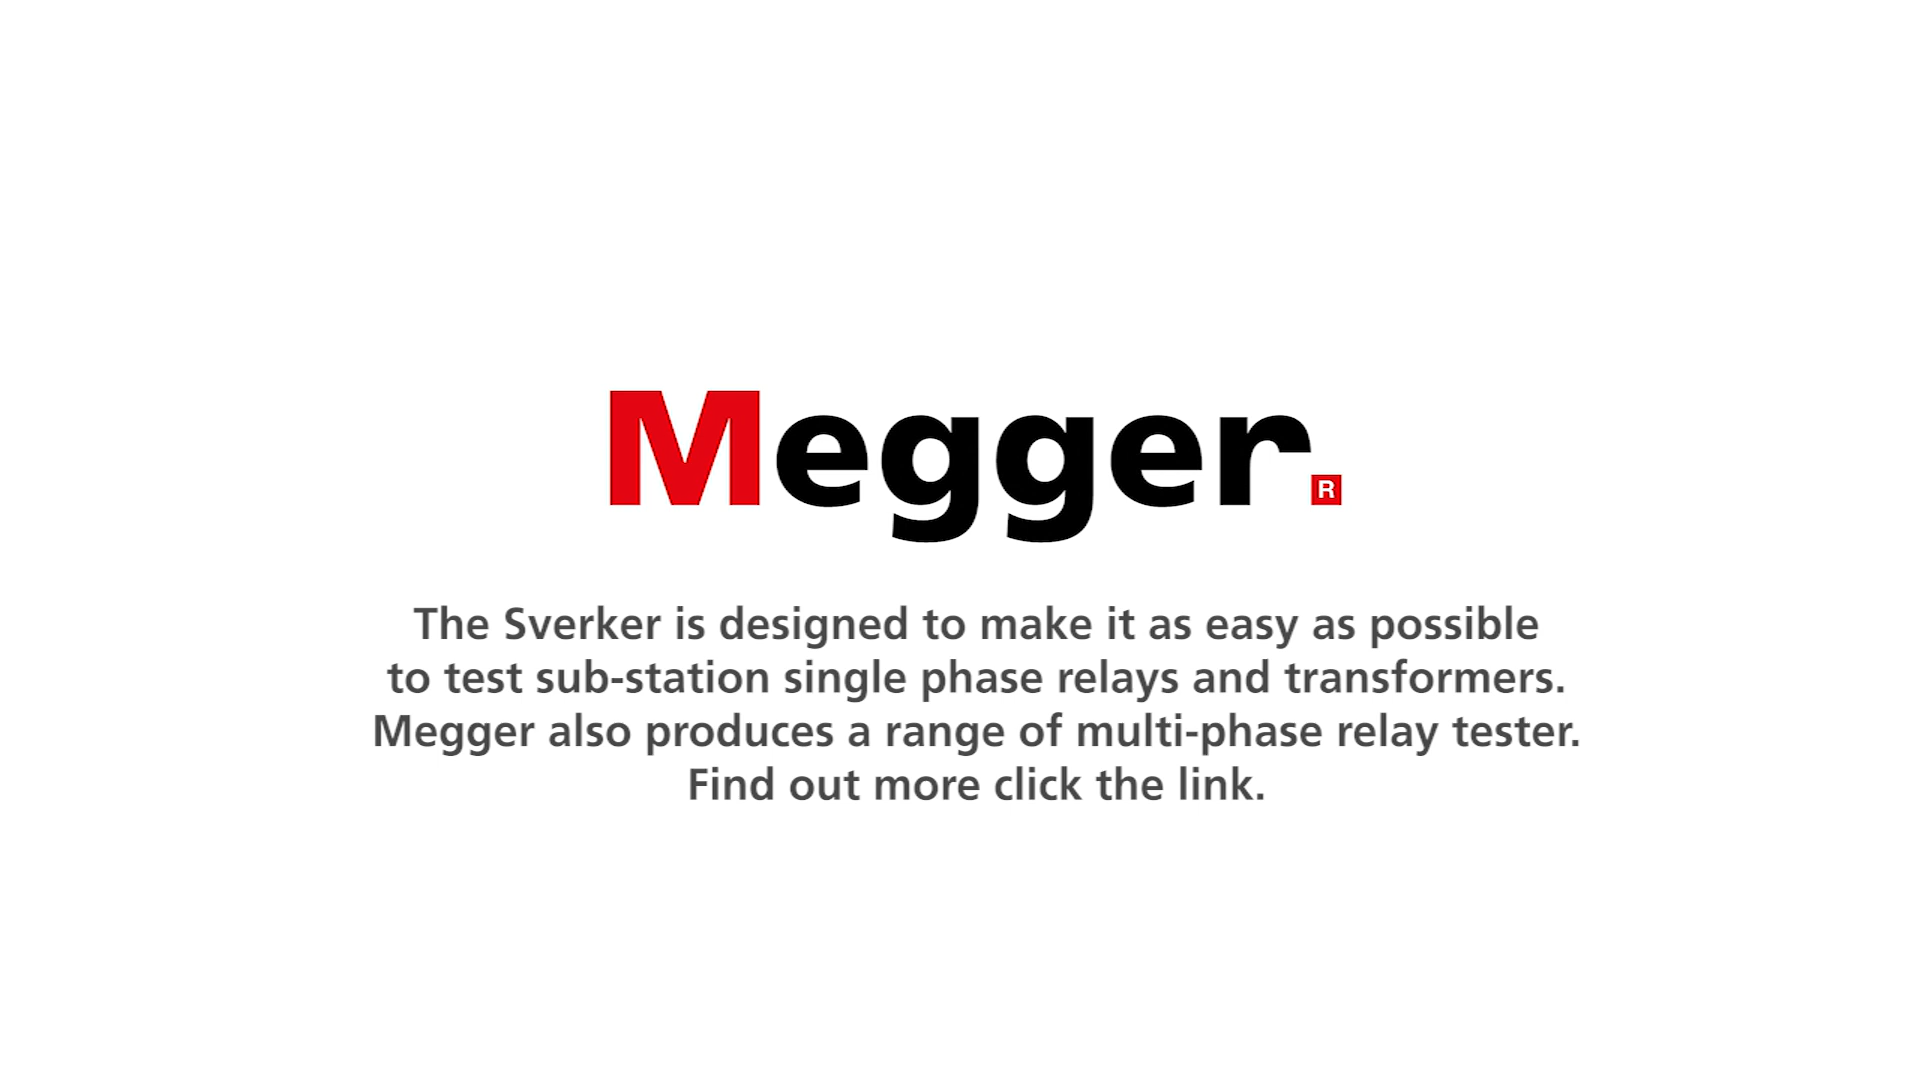 Megger®
The Sverker is designed to make it as easy as possible
to test sub-station single phase relays and transformers.
Megger also produces a range of multi-phase relay tester.
Find out more click the link.